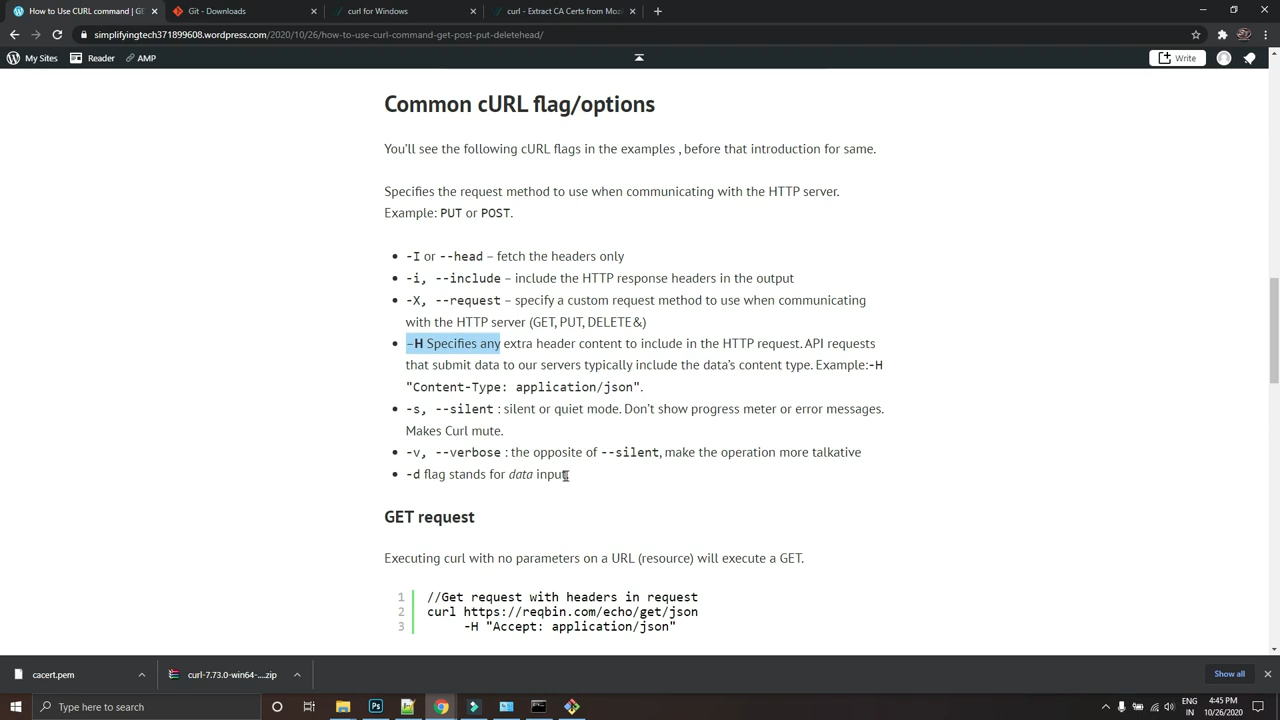 How to Use CURL command | GE
Git - Downloads
curl for Windows
curl - Extract CA Certs from Moz
simplifyingtech371899608.wordpress.com/2020/10/26/how-to-use-curl-command-get-post-put-deletehead/
My Sites
Reader
AMP
Write
Common cURL flag/options
You’ll see the following cURL flags in the examples , before that introduction for same.
Specifies the request method to use when communicating with the HTTP server.
Example: PUT or POST.
-I or --head – fetch the headers only
-i, --include – include the HTTP response headers in the output
-X, --request – specify a custom request method to use when communicating
with the HTTP server (GET, PUT, DELETE&)
–H Specifies any extra header content to include in the HTTP request. API requests
that submit data to our servers typically include the data’s content type. Example:-H
"Content-Type: application/json".
-s, --silent : silent or quiet mode. Don’t show progress meter or error messages.
Makes Curl mute.
-v, --verbose : the opposite of --silent, make the operation more talkative
-d flag stands for data input
GET request
Executing curl with no parameters on a URL (resource) will execute a GET.
1 //Get request with headers in request
2 curl https://reqbin.com/echo/get/json
3 -H "Accept: application/json"
cacert.pem
curl-7.73.0-win64-....zip
Show all
Type here to search
Ps
ENG
IN
4:45 PM
10/26/2020